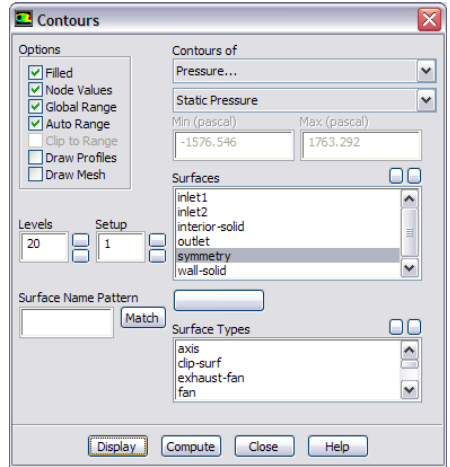 Contours
Options
Filled
Node Values
Global Range
Auto Range
Clip to Range
Draw Profiles
Draw Mesh
Levels
20
Setup
1
Surface Name Pattern
Match
Contours of
Pressure...
Static Pressure
Min (pascal)
-1576.546
Max (pascal)
1763.292
Surfaces
inlet1
inlet2
interior-solid
outlet
symmetry
wall-solid
Surface Types
axis
clip-surf
exhaust-fan
fan
Display
Compute
Close
Help